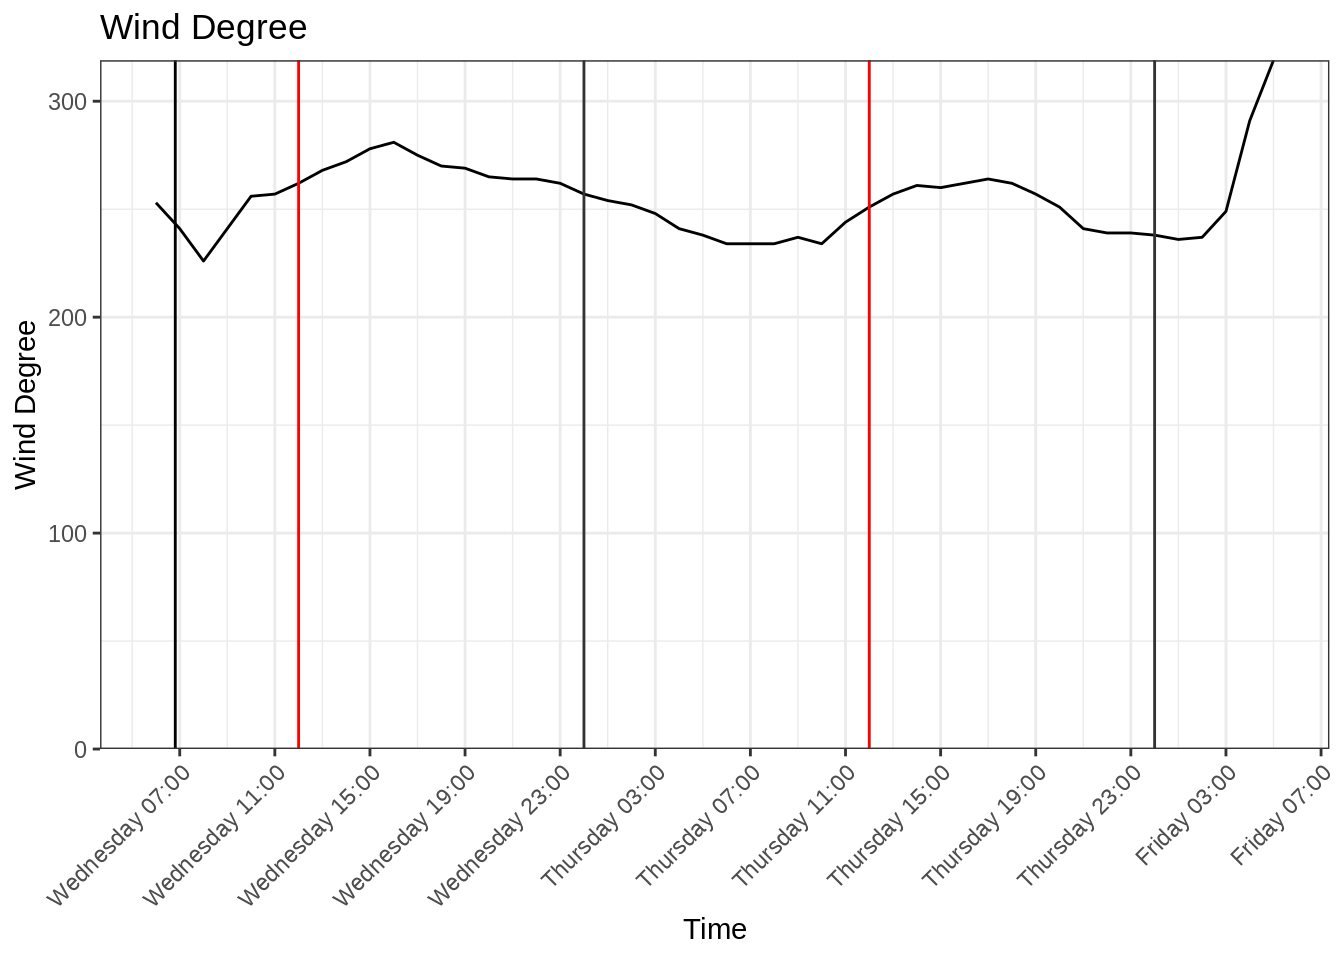 Wind Degree
Wind Degree
300
200
100
0
Wednesday 07:00
Wednesday 11:00
Wednesday 15:00
Wednesday 19:00
Wednesday 23:00
Thursday 03:00
Thursday 07:00
Thursday 11:00
Thursday 15:00
Thursday 19:00
Thursday 23:00
Friday 03:00
Friday 07:00
Time